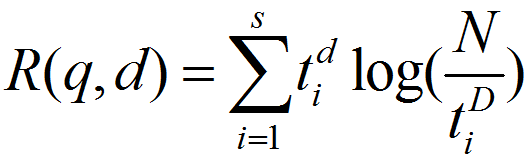 R(q,d) = \sum_{i=1}^{s} t_i^d \log(\frac{N}{t_i^D})